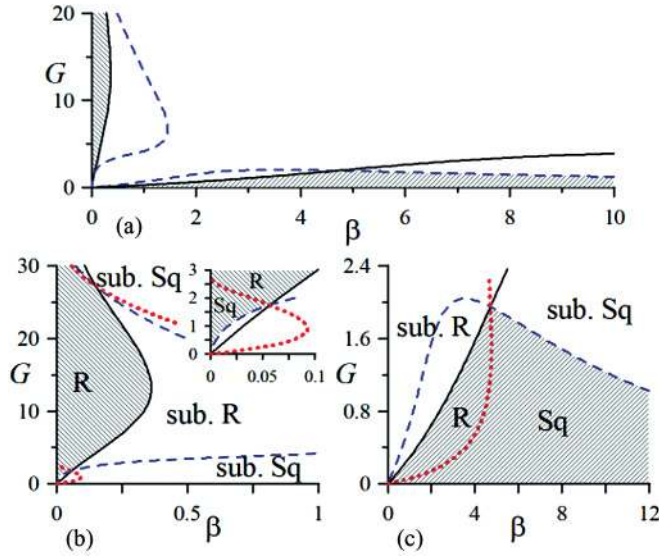 20
G
10
0
0 2 4 6 8 10
(a) β
30
sub. Sq
20
G
R
10
sub. R
sub. Sq
0
0 0.5 1
(b) β
3
R
2
Sq
1
0
0 0.05 0.1
2.4
sub. R
sub. Sq
1.6
G
R
Sq
0.8
0
0 4 8 12
(c) β